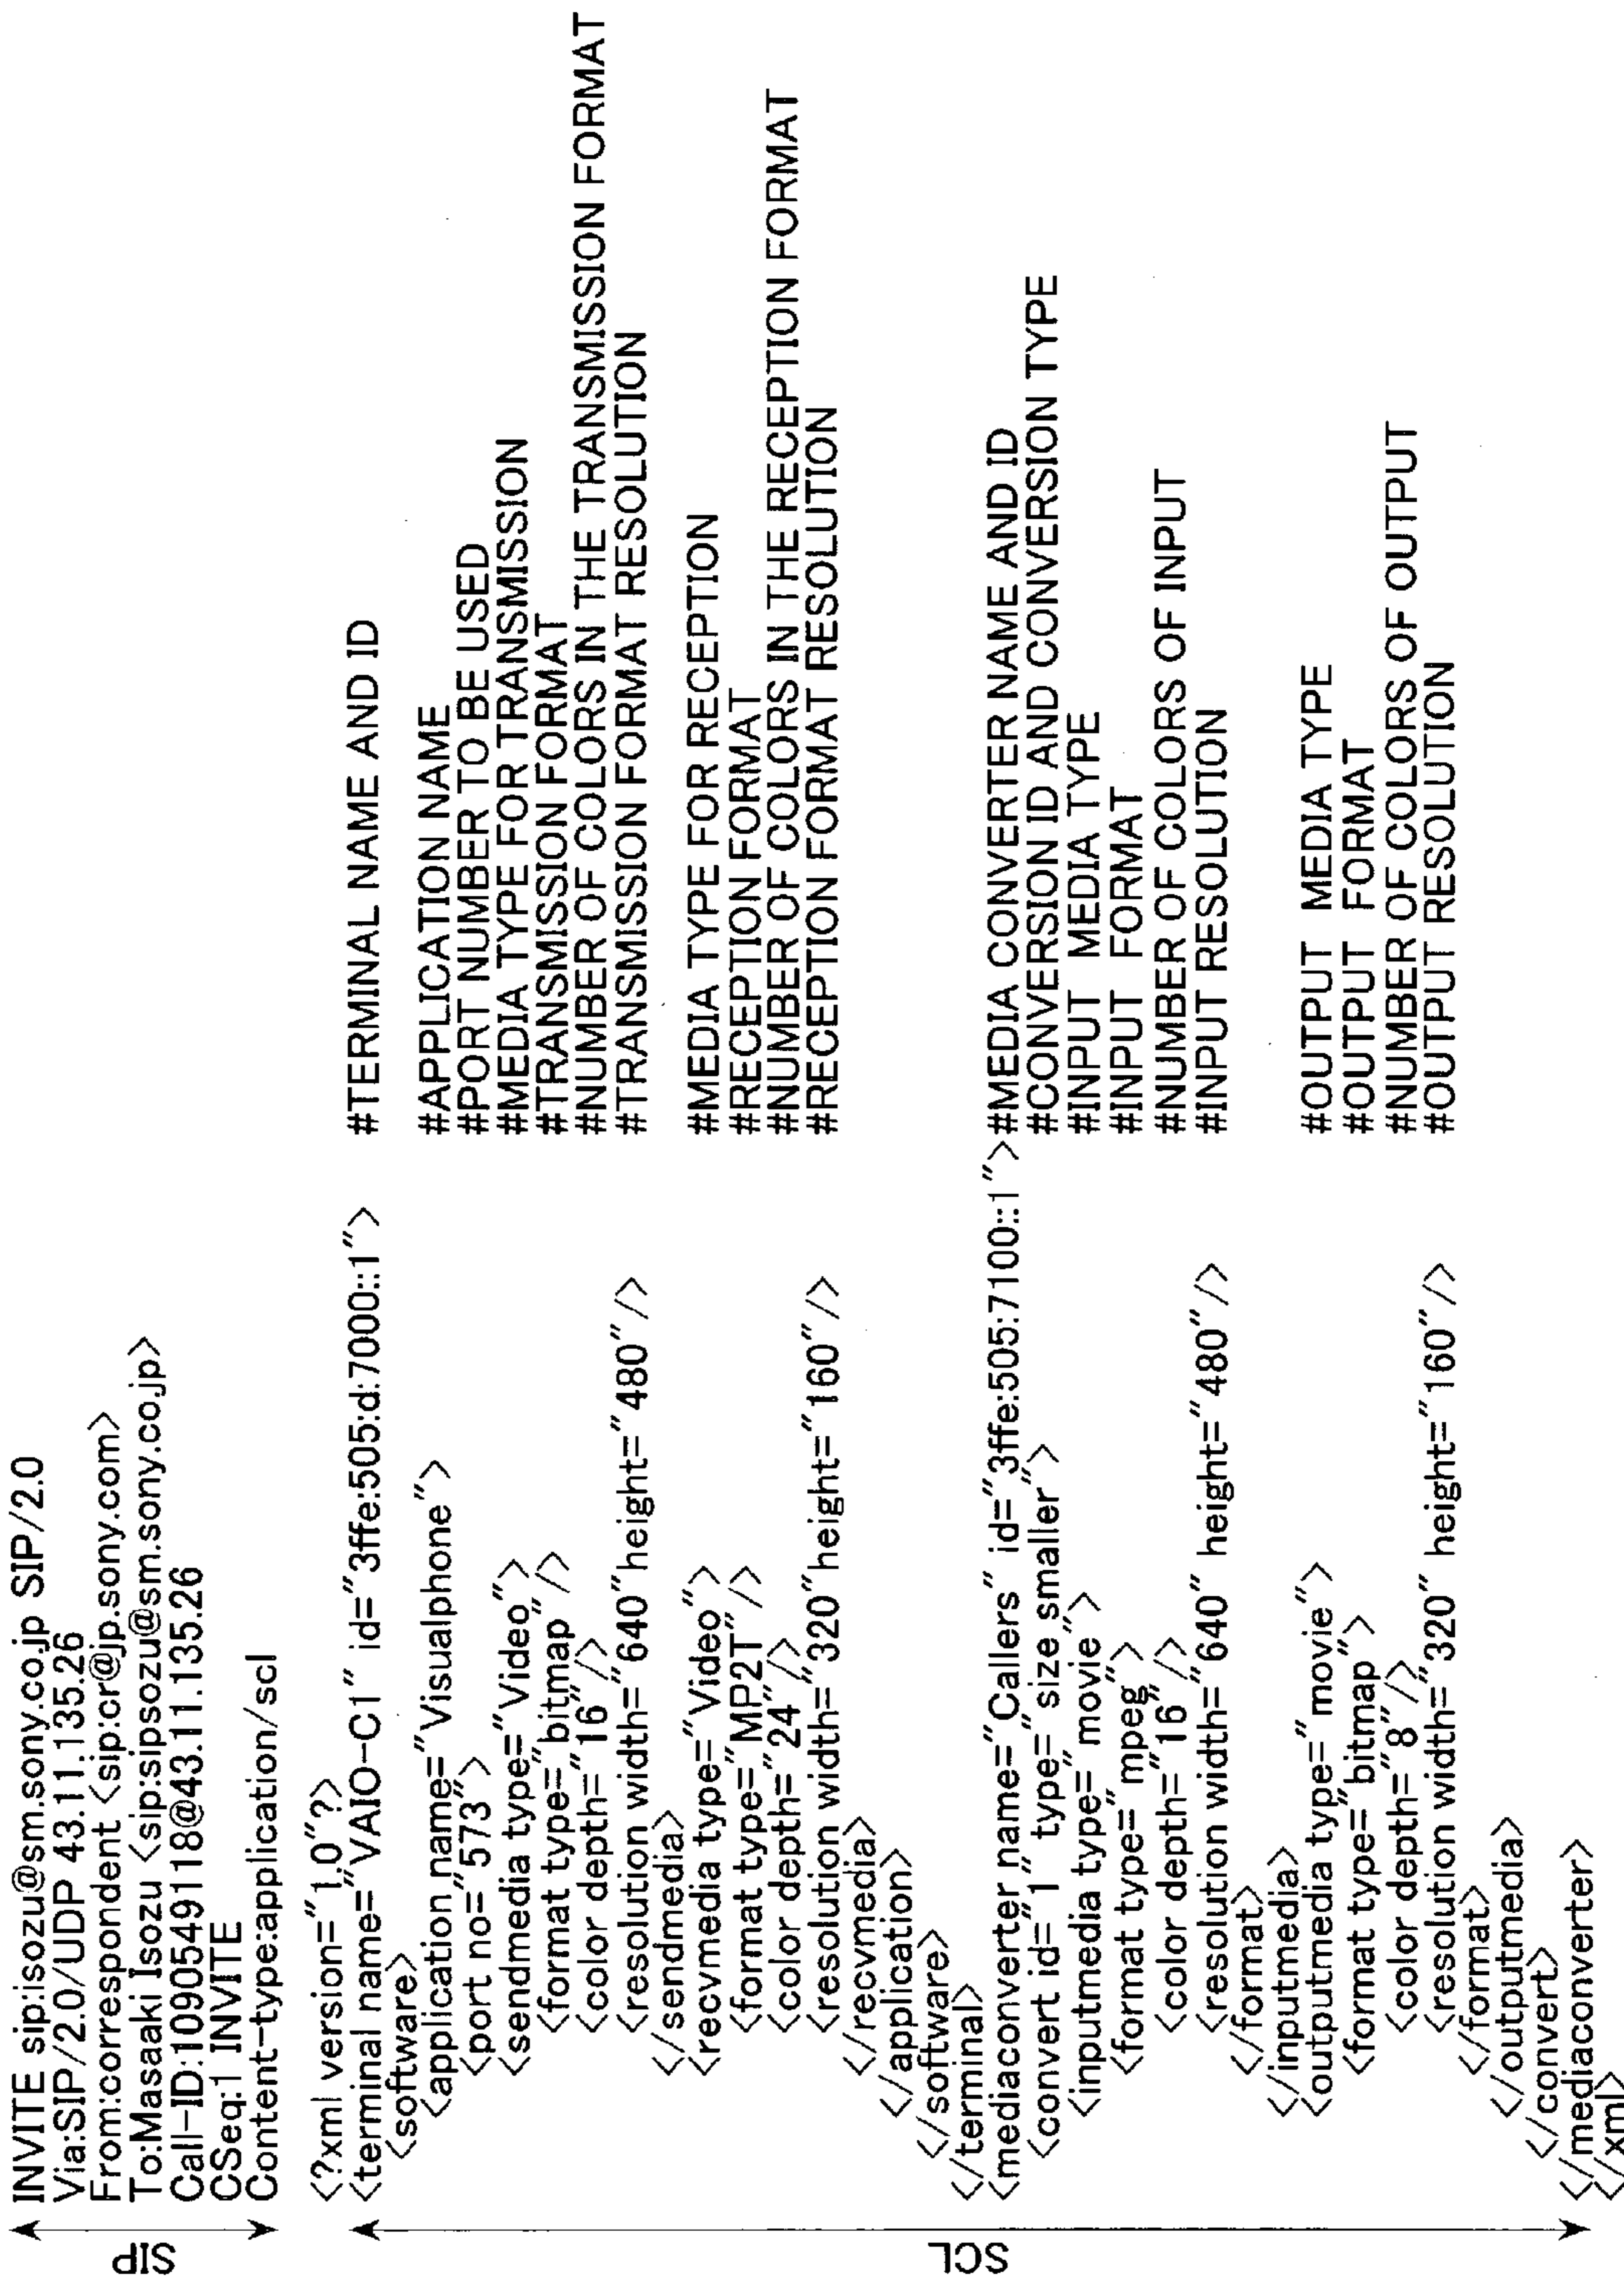 SIP
INVITE sip:isozu@sm.sony.co.jp SIP/2.0
Via:SIP/2.0/UDP 43.11.135.26
From:correspondent <sip:cr@jp.sony.com>
To:Masaaki Isozu <sip:sipsozu@sm.sony.co.jp>
Call-ID:1090549118@43.11.135.26
CSeq:1 INVITE
Content-type:application/scl
SCL
<?xml version="1.0"?>
<terminal name="VAIO-C1" id="3ffe:505:d:7000::1"> #TERMINAL NAME AND ID
<software>
<application name="Visualphone"> #APPLICATION NAME
<port no="573"> #PORT NUMBER TO BE USED
<sendmedia type="Video"> #MEDIA TYPE FOR TRANSMISSION
<format type="bitmap"/> #TRANSMISSION FORMAT
<color depth="16"/> #NUMBER OF COLORS IN THE TRANSMISSION FORMAT
<resolution width="640"height="480"/> #TRANSMISSION FORMAT RESOLUTION
</sendmedia>
<recvmedia type="Video"> #MEDIA TYPE FOR RECEPTION
<format type="MP2T"/> #RECEPTION FORMAT
<color depth="24"/> #NUMBER OF COLORS IN THE RECEPTION FORMAT
<resolution width="320"height="160"/> #RECEPTION FORMAT RESOLUTION
</recvmedia>
</application>
</software>
</terminal>
<mediaconverter name="Callers" id="3ffe:505:7100::1"> #MEDIA CONVERTER NAME AND ID
<convert id="1" type="size smaller"> #CONVERSION ID AND CONVERSION TYPE
<inputmedia type="movie"> #INPUT MEDIA TYPE
<format type="mpeg"> #INPUT FORMAT
<color depth="16"/> #NUMBER OF COLORS OF INPUT
<resolution width="640" height="480"/> #INPUT RESOLUTION
</format>
</inputmedia>
<outputmedia type="movie"> #OUTPUT MEDIA TYPE
<format type="bitmap"> #OUTPUT FORMAT
<color depth="8"/> #NUMBER OF COLORS OF OUTPUT
<resolution width="320" height="160"/> #OUTPUT RESOLUTION
</format>
</outputmedia>
</convert>
</mediaconverter>
</xml>